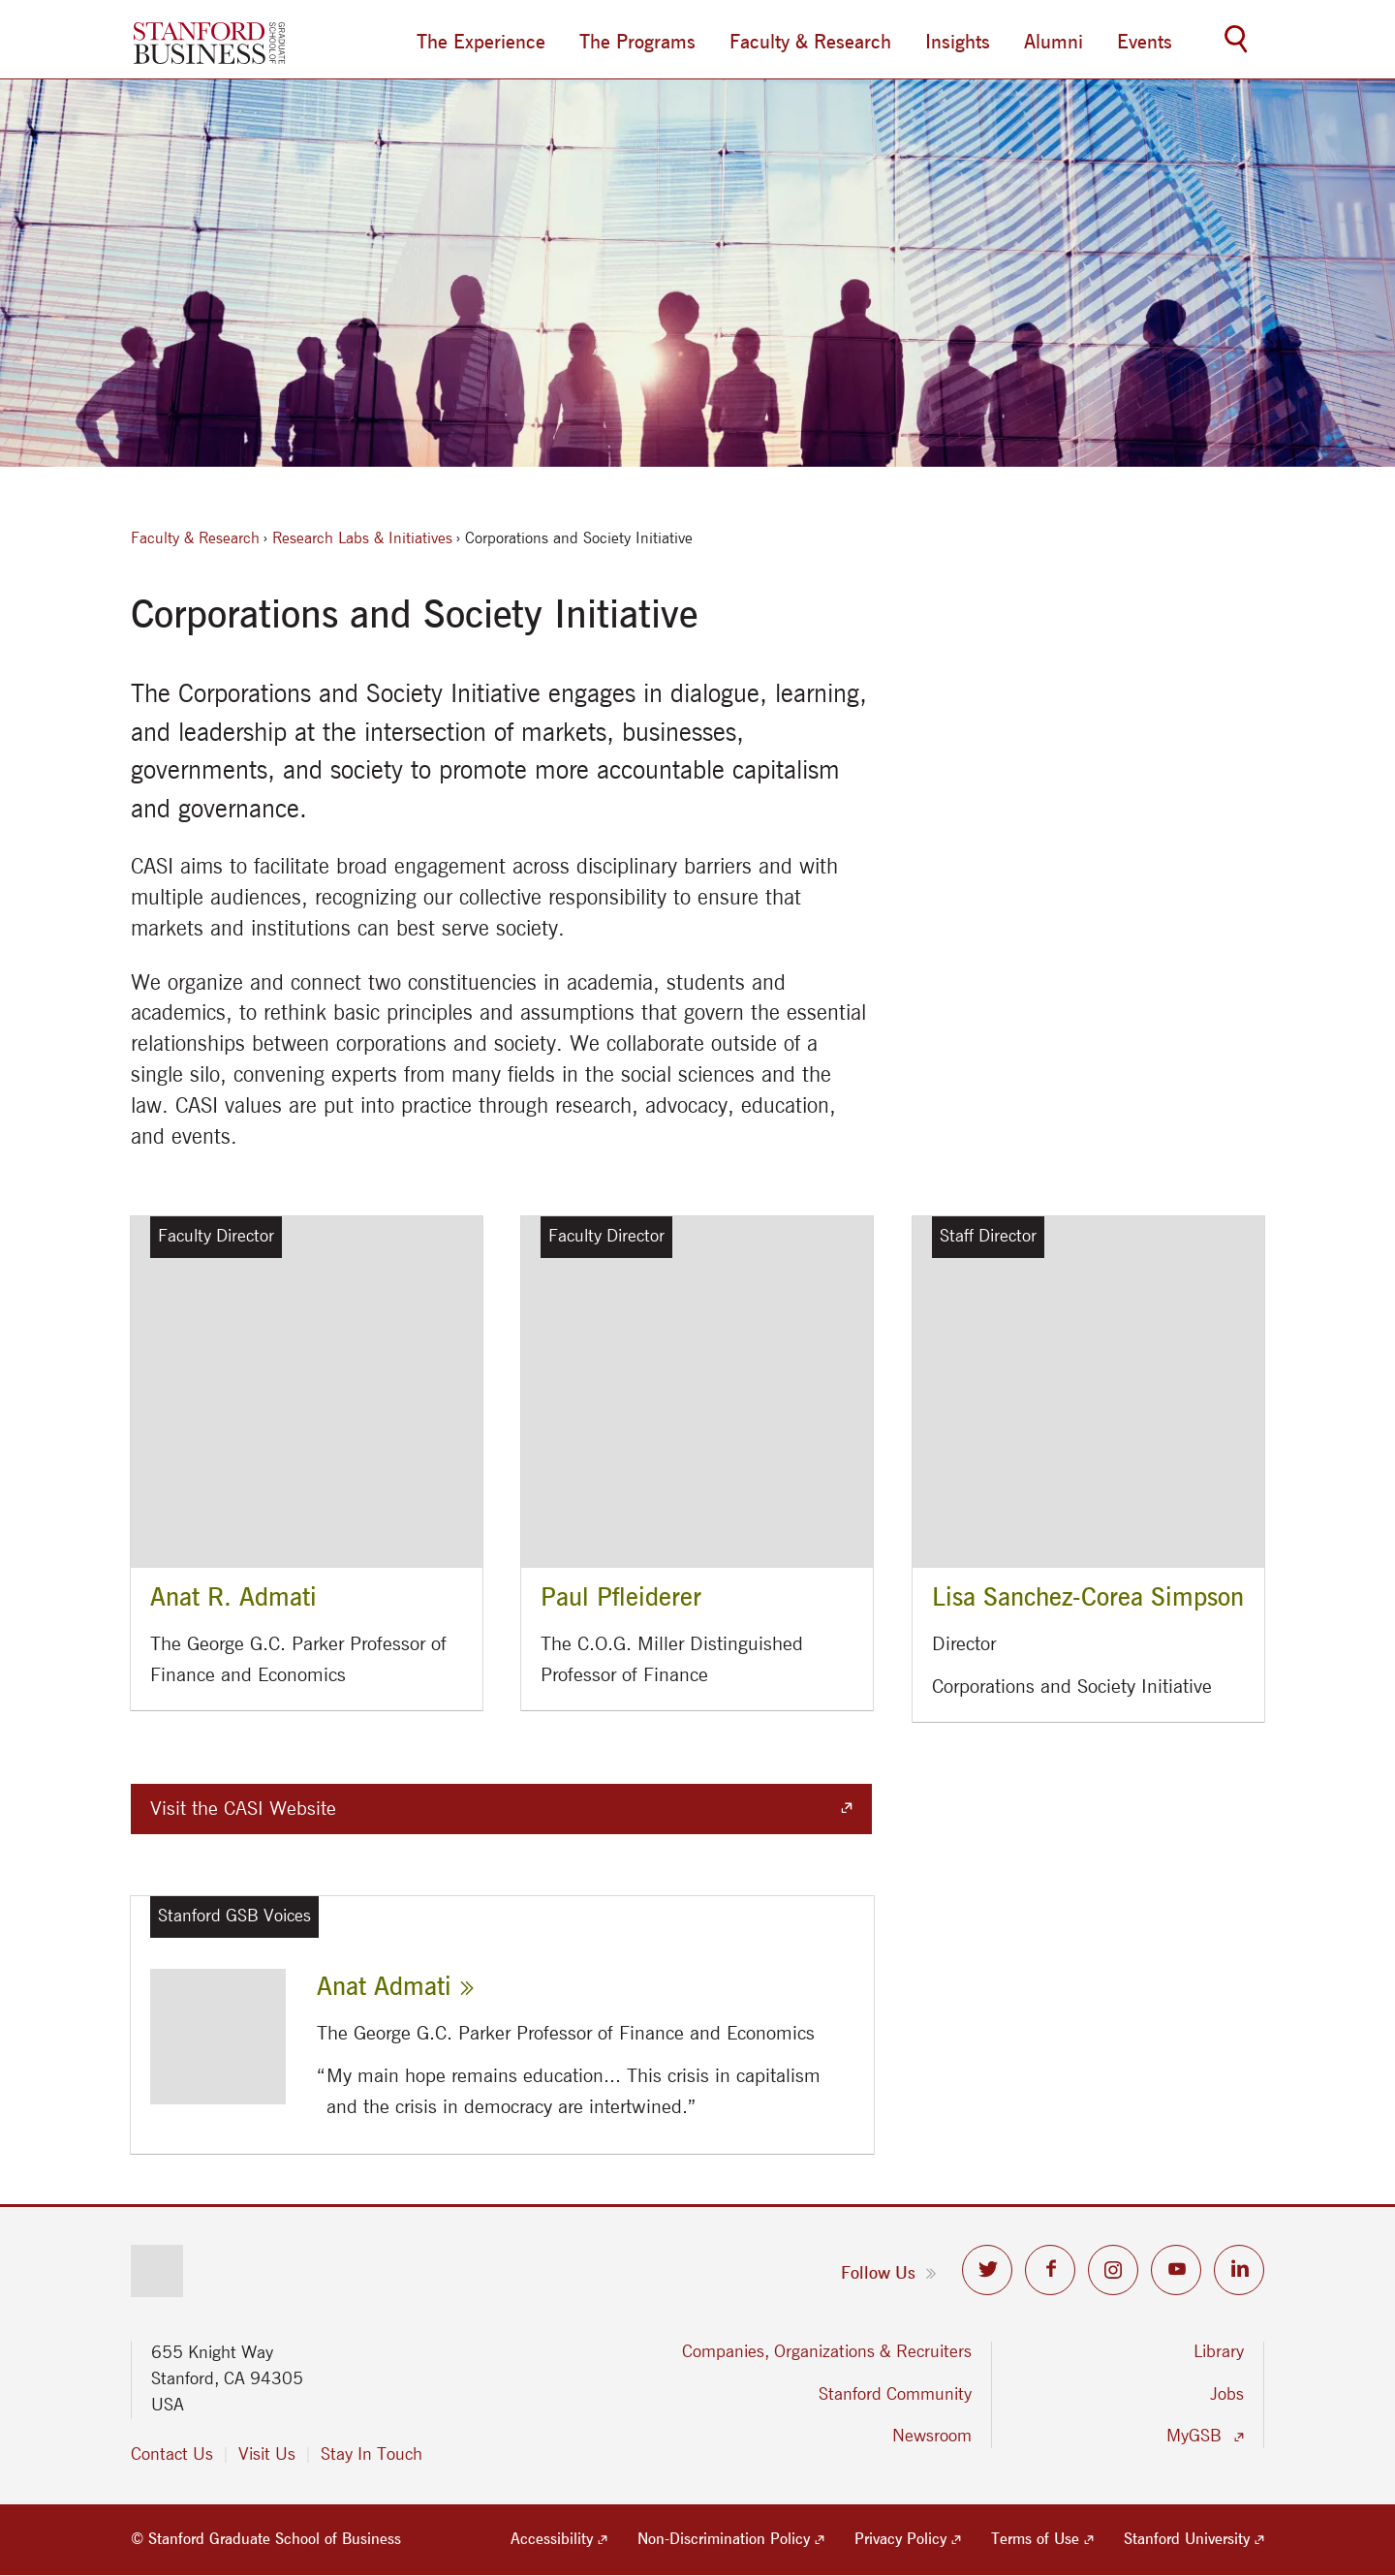 STANFORD
BUSINESS
GRADUATE
SCHOOL OF
The Experience The Programs Faculty & Research Insights Alumni Events
Faculty & Research › Research Labs & Initiatives › Corporations and Society Initiative
Corporations and Society Initiative
The Corporations and Society Initiative engages in dialogue, learning,
and leadership at the intersection of markets, businesses,
governments, and society to promote more accountable capitalism
and governance.
CASI aims to facilitate broad engagement across disciplinary barriers and with
multiple audiences, recognizing our collective responsibility to ensure that
markets and institutions can best serve society.
We organize and connect two constituencies in academia, students and
academics, to rethink basic principles and assumptions that govern the essential
relationships between corporations and society. We collaborate outside of a
single silo, convening experts from many fields in the social sciences and the
law. CASI values are put into practice through research, advocacy, education,
and events.
Faculty Director
Anat R. Admati
The George G.C. Parker Professor of
Finance and Economics
Faculty Director
Paul Pfleiderer
The C.O.G. Miller Distinguished
Professor of Finance
Staff Director
Lisa Sanchez-Corea Simpson
Director
Corporations and Society Initiative
Visit the CASI Website
Stanford GSB Voices
Anat Admati »
The George G.C. Parker Professor of Finance and Economics
“My main hope remains education... This crisis in capitalism
and the crisis in democracy are intertwined.”
Follow Us »
655 Knight Way
Stanford, CA 94305
USA
Contact Us | Visit Us | Stay In Touch
Companies, Organizations & Recruiters
Stanford Community
Newsroom
Library
Jobs
MyGSB
© Stanford Graduate School of Business Accessibility Non-Discrimination Policy Privacy Policy Terms of Use Stanford University